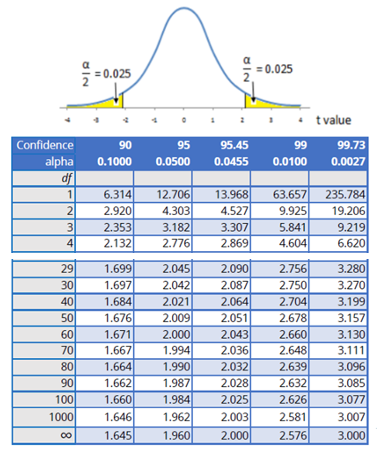 α/2 = 0.025
α/2 = 0.025
-4 -3 -2 -1 0 1 2 3 4 t value
Confidence 90 95 95.45 99 99.73
alpha 0.1000 0.0500 0.0455 0.0100 0.0027
df
1 6.314 12.706 13.968 63.657 235.784
2 2.920 4.303 4.527 9.925 19.206
3 2.353 3.182 3.307 5.841 9.219
4 2.132 2.776 2.869 4.604 6.620
29 1.699 2.045 2.090 2.756 3.280
30 1.697 2.042 2.087 2.750 3.270
40 1.684 2.021 2.064 2.704 3.199
50 1.676 2.009 2.051 2.678 3.157
60 1.671 2.000 2.043 2.660 3.130
70 1.667 1.994 2.036 2.648 3.111
80 1.664 1.990 2.032 2.639 3.096
90 1.662 1.987 2.028 2.632 3.085
100 1.660 1.984 2.025 2.626 3.077
1000 1.646 1.962 2.003 2.581 3.007
∞ 1.645 1.960 2.000 2.576 3.000